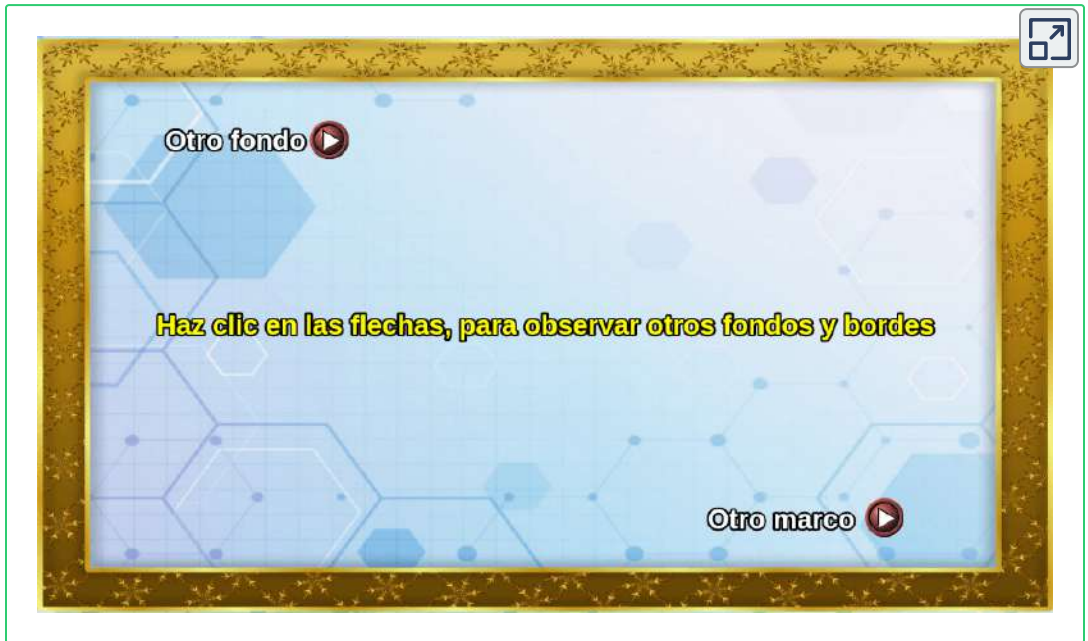 Otro fondo
Haz clic en las flechas, para observar otros fondos y bordes
Otro marco